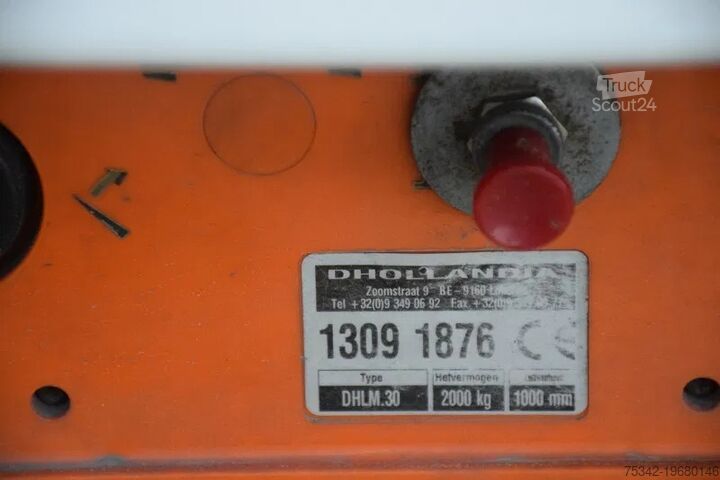 Truck
Scout24
DHOLLANDIA
Zoomstraat 9 BE - 9160
Tel +32(0)9 349 06 92 Fax.
1309 1876 CE
Type Hefvermogen
DHLM.30 2000 kg 1000 mm
75342-19680146